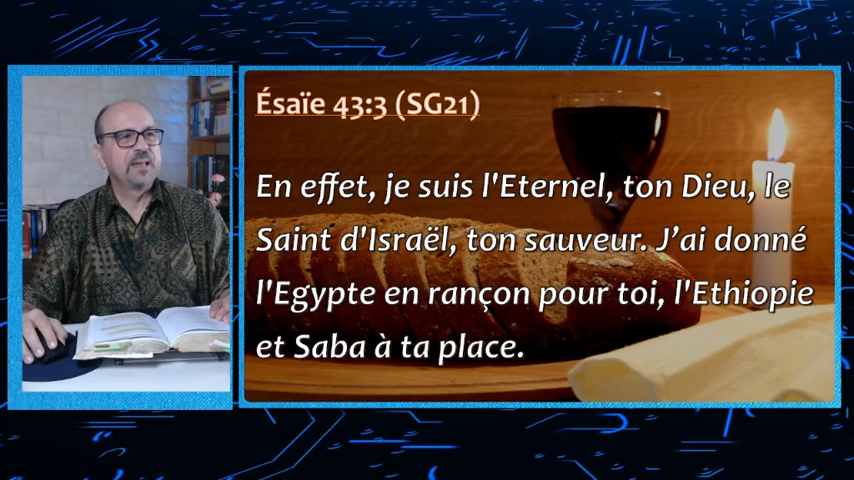 Ésaïe 43:3 (SG21)
En effet, je suis l'Eternel, ton Dieu, le
Saint d'Israël, ton sauveur. J’ai donné
l'Egypte en rançon pour toi, l'Ethiopie
et Saba à ta place.